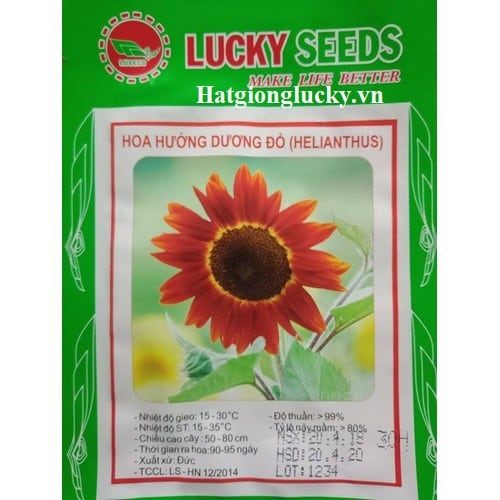 LUCKY SEEDS
LUSECO
MAKE LIFE BETTER
Hatgionglucky.vn
HOA HƯỚNG DƯƠNG ĐỎ (HELIANTHUS)
- Nhiệt độ gieo: 15 - 30°C
- Nhiệt độ ST: 15 - 35°C
- Chiều cao cây: 50 - 80 cm
- Thời gian ra hoa: 90-95 ngày
- Xuất xứ: Đức
- TCCL: LS - HN 12/2014
- Độ thuần: > 99%
- Tỷ lệ nảy mầm: > 80%
NSX: 20.4.18
HSD: 20.4.20
LOT: 1234